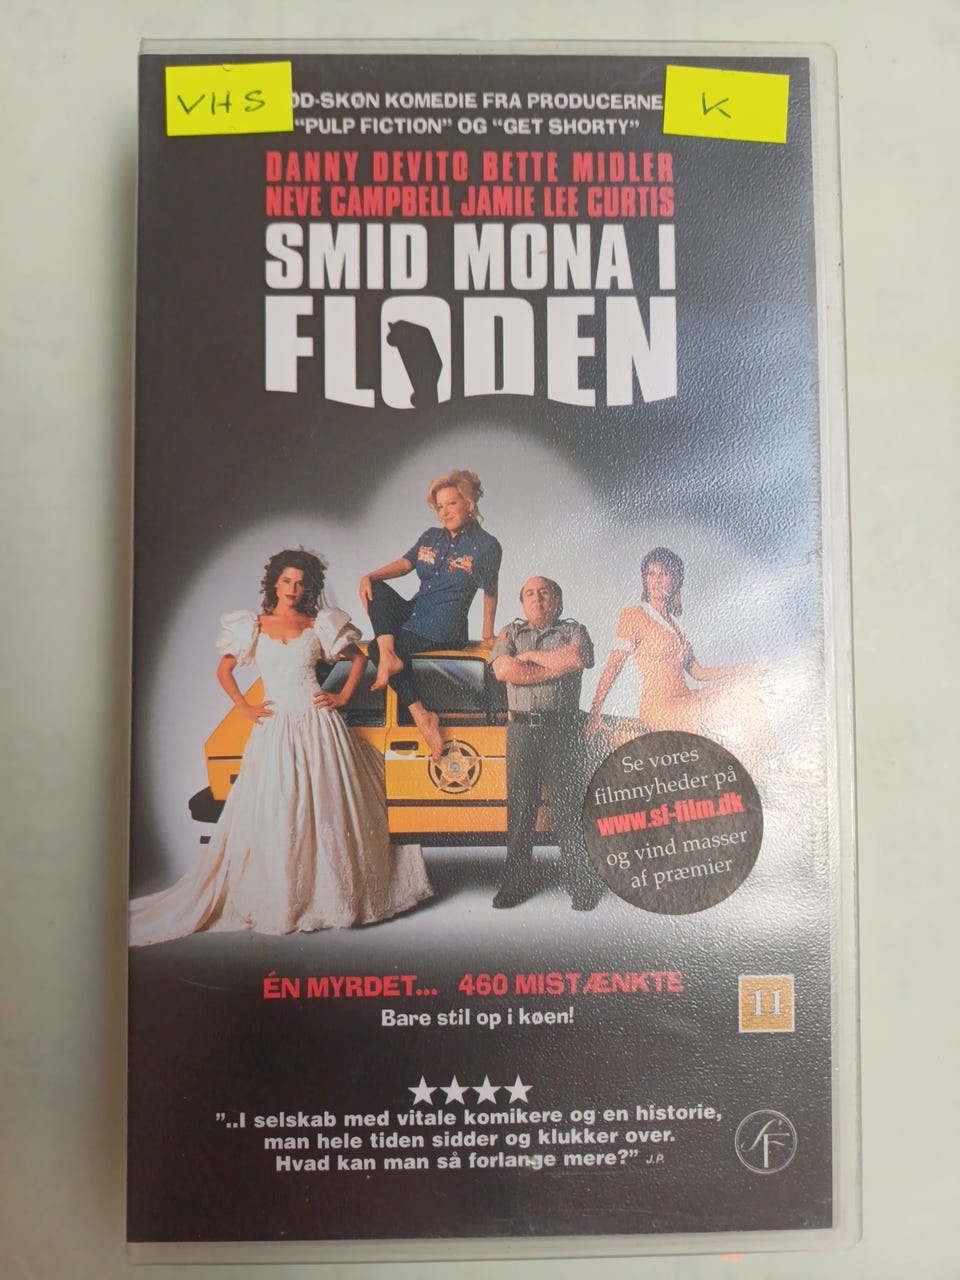 VHS
K
ØD-SKØN KOMEDIE FRA PRODUCERNE
"PULP FICTION" OG "GET SHORTY"
DANNY DEVITO BETTE MIDLER
NEVE CAMPBELL JAMIE LEE CURTIS
SMID MONA I
FLODEN
Se vores
filmnyheder på
www.sf-film.dk
og vind masser
af præmier
ÉN MYRDET... 460 MISTÆNKTE
11
Bare stil op i køen!
"..I selskab med vitale komikere og en historie,
man hele tiden sidder og klukker over.
Hvad kan man så forlange mere?" J.P.
SF